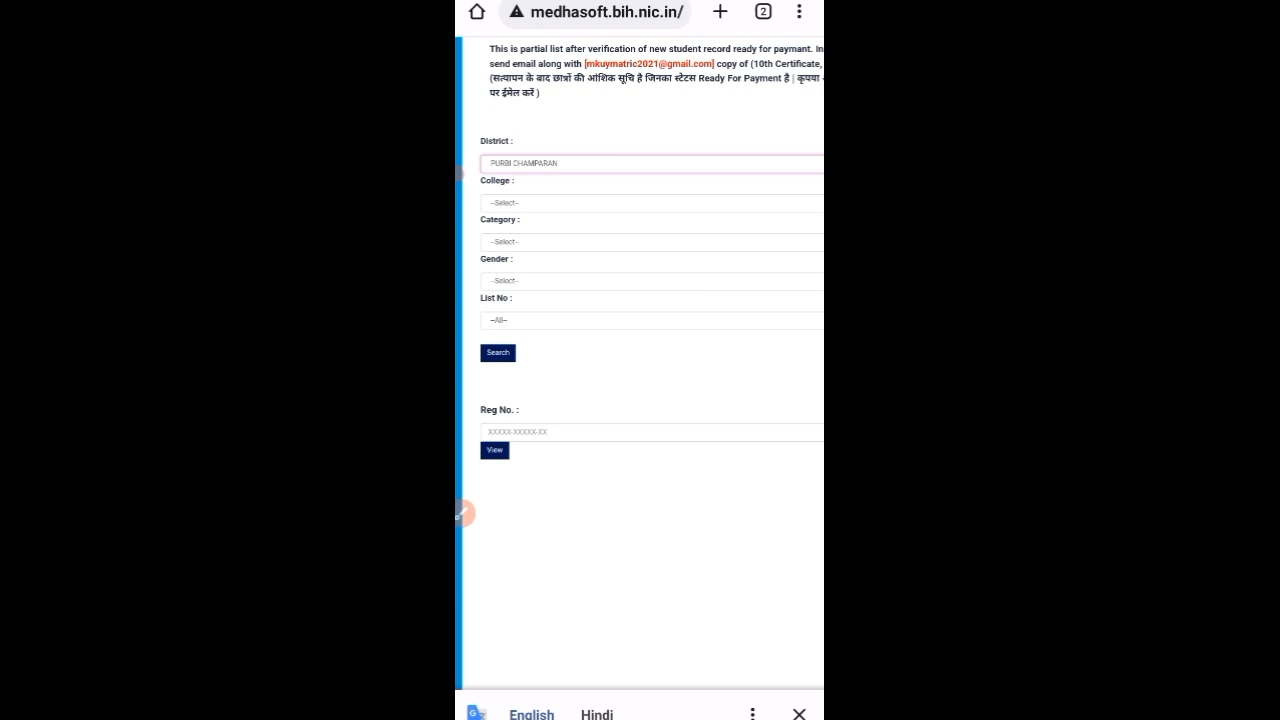 medhasoft.bih.nic.in/
2
This is partial list after verification of new student record ready for paymant. In
send email along with [mkuymatric2021@gmail.com] copy of (10th Certificate,
(सत्यापन के बाद छात्रों की आंशिक सूचि है जिनका स्टेटस Ready For Payment है | कृपया
पर ईमेल करें )
District :
PURBI CHAMPARAN
College :
--Select--
Category :
--Select--
Gender :
--Select--
List No :
--All--
Search
Reg No. :
XXXXX-XXXXX-XX
View
English Hindi